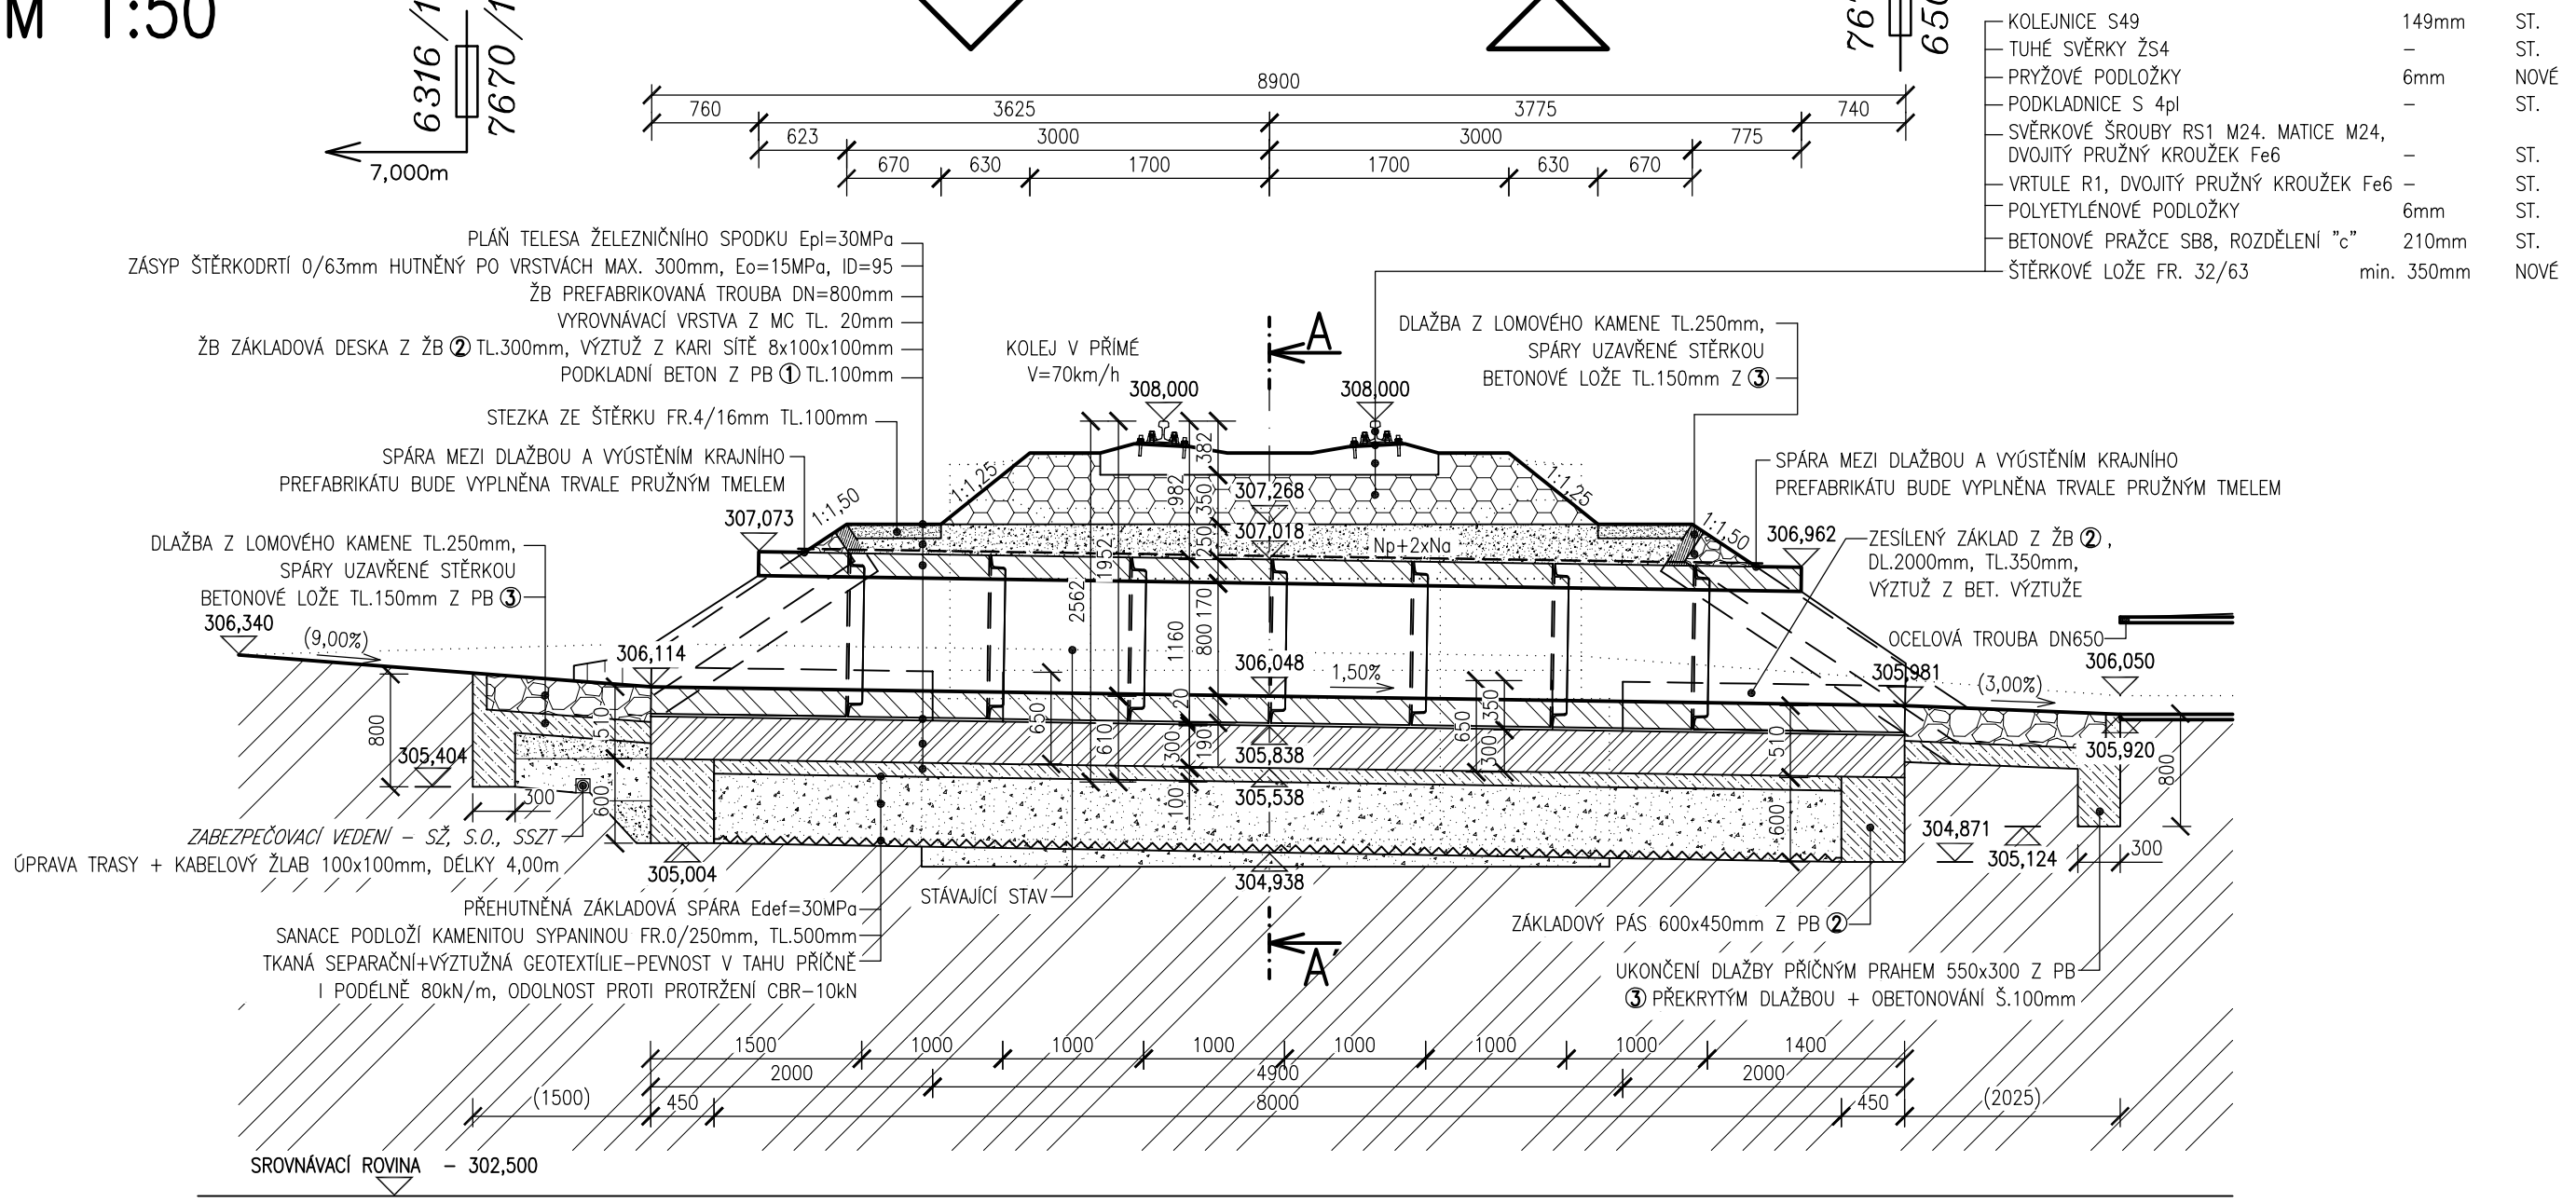 M 1:50
6316/1
7670/1
7,000m
8900
760 3625 3775 740
623 3000 3000 775
670 630 1700 1700 630 670
KOLEJNICE S49 149mm ST.
TUHÉ SVĚRKY ŽS4 – ST.
PRYŽOVÉ PODLOŽKY 6mm NOVÉ
PODKLADNICE S 4pl – ST.
SVĚRKOVÉ ŠROUBY RS1 M24. MATICE M24,
DVOJITÝ PRUŽNÝ KROUŽEK Fe6 – ST.
VRTULE R1, DVOJITÝ PRUŽNÝ KROUŽEK Fe6 – ST.
POLYETYLÉNOVÉ PODLOŽKY 6mm ST.
BETONOVÉ PRAŽCE SB8, ROZDĚLENÍ "c" 210mm ST.
ŠTĚRKOVÉ LOŽE FR. 32/63 min. 350mm NOVÉ
PLÁŇ TELESA ŽELEZNIČNÍHO SPODKU Epl=30MPa
ZÁSYP ŠTĚRKODRTÍ 0/63mm HUTNĚNÝ PO VRSTVÁCH MAX. 300mm, Eo=15MPa, ID=95
ŽB PREFABRIKOVANÁ TROUBA DN=800mm
VYROVNÁVACÍ VRSTVA Z MC TL. 20mm
ŽB ZÁKLADOVÁ DESKA Z ŽB ② TL.300mm, VÝZTUŽ Z KARI SÍTĚ 8x100x100mm
PODKLADNÍ BETON Z PB ① TL.100mm
STEZKA ZE ŠTĚRKU FR.4/16mm TL.100mm
SPÁRA MEZI DLAŽBOU A VYÚSTĚNÍM KRAJNÍHO
PREFABRIKÁTU BUDE VYPLNĚNA TRVALE PRUŽNÝM TMELEM
KOLEJ V PŘÍMÉ
V=70km/h
A
308,000 308,000
DLAŽBA Z LOMOVÉHO KAMENE TL.250mm,
SPÁRY UZAVŘENÉ STĚRKOU
BETONOVÉ LOŽE TL.150mm Z ③
SPÁRA MEZI DLAŽBOU A VYÚSTĚNÍM KRAJNÍHO
PREFABRIKÁTU BUDE VYPLNĚNA TRVALE PRUŽNÝM TMELEM
1:1,50 1:1,25 1:1,25 1:1,50
382
982 350
307,268
307,073
307,018
306,962
250
1952
Np+2xNa
DLAŽBA Z LOMOVÉHO KAMENE TL.250mm,
SPÁRY UZAVŘENÉ STĚRKOU
BETONOVÉ LOŽE TL.150mm Z PB ③
ZESÍLENÝ ZÁKLAD Z ŽB ②,
DL.2000mm, TL.350mm,
VÝZTUŽ Z BET. VÝZTUŽE
OCELOVÁ TROUBA DN650
306,340
(9,00%)
306,114
2562
1160
800 170
306,048
1,50%
305,981
(3,00%)
306,050
800
510
650
610
300 20
190
100
650
300 350
510
800
305,404
305,838
305,920
305,538
300
600
600
ZABEZPEČOVACÍ VEDENÍ – SŽ, S.O., SSZT
ÚPRAVA TRASY + KABELOVÝ ŽLAB 100x100mm, DÉLKY 4,00m
305,004
304,938
304,871
305,124
300
STÁVAJÍCÍ STAV
PŘEHUTNĚNÁ ZÁKLADOVÁ SPÁRA Edef=30MPa
SANACE PODLOŽÍ KAMENITOU SYPANINOU FR.0/250mm, TL.500mm
TKANÁ SEPARAČNÍ+VÝZTUŽNÁ GEOTEXTÍLIE–PEVNOST V TAHU PŘÍČNĚ
I PODÉLNĚ 80kN/m, ODOLNOST PROTI PROTRŽENÍ CBR–10kN
A'
ZÁKLADOVÝ PÁS 600x450mm Z PB ②
UKONČENÍ DLAŽBY PŘÍČNÝM PRAHEM 550x300 Z PB
③ PŘEKRYTÝM DLAŽBOU + OBETONOVÁNÍ Š.100mm
1500 1000 1000 1000 1000 1000 1000 1400
2000 4900 2000
(1500) 450 8000 450 (2025)
SROVNÁVACÍ ROVINA – 302,500